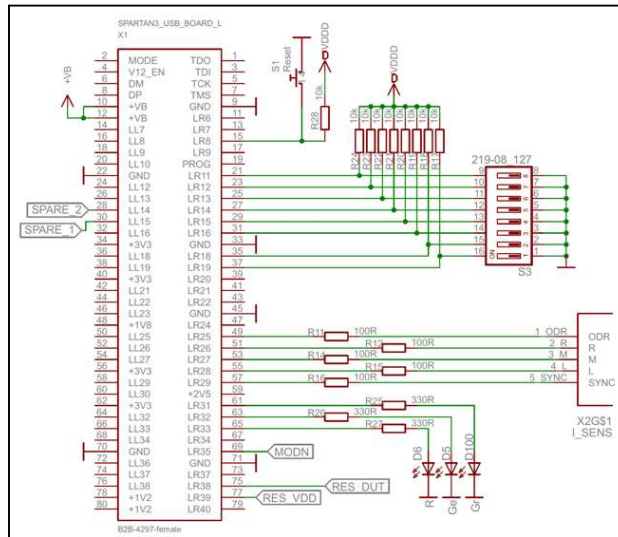 SPARTAN3_USB_BOARD_L
X1
+VB
2 MODE TDO 1
4 V12_EN TDI 3
6 DM TCK 5
8 DP TMS 7
10 +VB GND 9
12 +VB LR6 11
14 LL7 LR7 13
16 LL8 LR8 15
18 LL9 LR9 17
20 LL10 PROG 19
22 GND LR11 21
24 LL12 LR12 23
26 LL13 LR13 25
28 LL14 LR14 27
30 LL15 LR15 29
32 LL16 LR16 31
34 +3V3 GND 33
36 LL18 LR18 35
38 LL19 LR19 37
40 +3V3 LR20 39
42 LL21 LR21 41
44 LL22 LR22 43
46 LL23 GND 45
48 +1V8 LR24 47
50 LL25 LR25 49
52 LL26 LR26 51
54 LL27 LR27 53
56 +3V3 LR28 55
58 LL29 LR29 57
60 LL30 +2V5 59
62 +3V3 LR31 61
64 LL32 LR32 63
66 LL33 LR33 65
68 LL34 LR34 67
70 GND LR35 69
72 LL36 GND 71
74 LL37 LR37 73
76 LL38 LR38 75
78 +1V2 LR39 77
80 +1V2 LR40 79
B2B-4297-female
SPARE_2
SPARE_1
S1
Reset
VDDD
D
R28
10k
VDDD
D
10k 10k 10k 10k 10k 10k 10k 10k
R24 R23 R22 R21 R20 R19 R18 R17
219-08_127
9 8
10 7
11 6
12 5
13 4
14 3
15 2
16 1
ON
S3
R11 100R 1 ODR ODR
R12 100R 2 R R
R14 100R 3 M M
R15 100R 4 L L
R16 100R 5 SYNC SYNC
X2G$1
I_SENS
R25 330R
R26 330R
R27 330R
MODN
RES_DUT
RES_VDD
D6 D5 D100
R Ge Gr